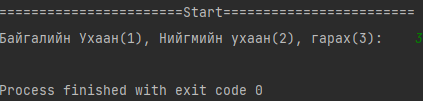 =======================Start========================
Байгалийн Ухаан(1), Нийгмийн ухаан(2), гарах(3): 3
Process finished with exit code 0